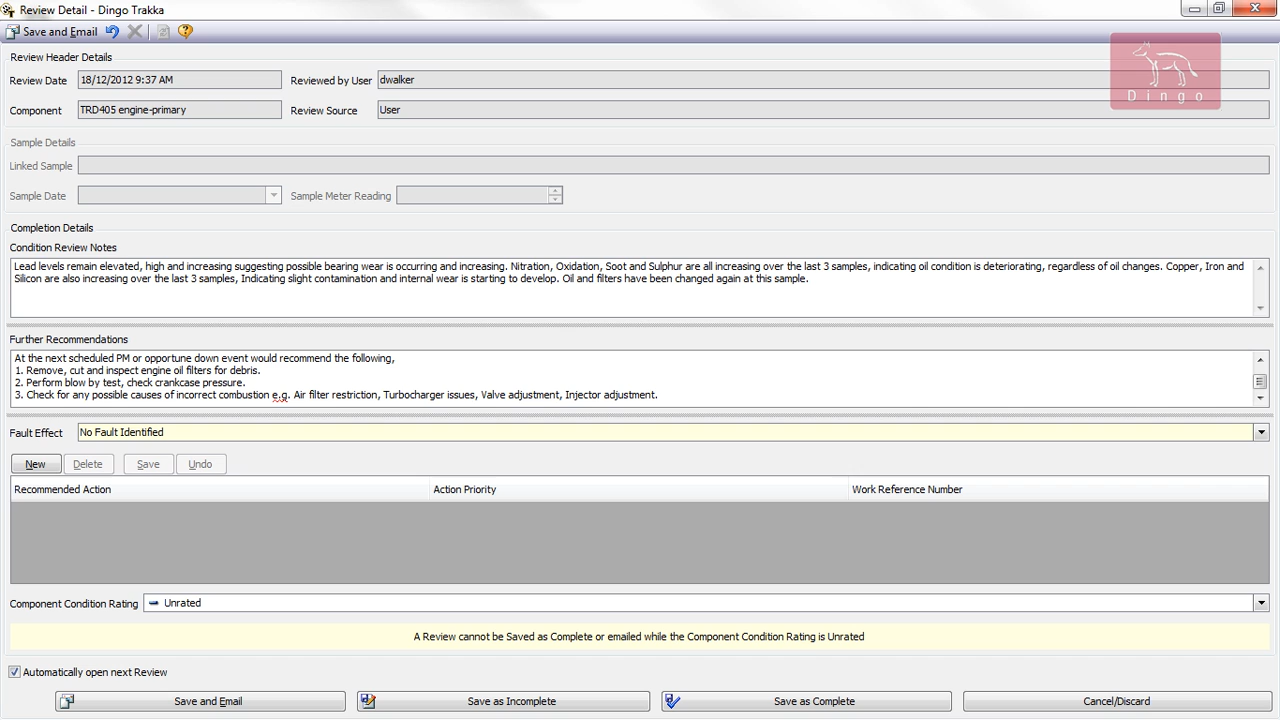 Review Detail - Dingo Trakka
Save and Email
Review Header Details
Review Date 18/12/2012 9:37 AM Reviewed by User dwalker
Dingo
Component TRD405 engine-primary Review Source User
Sample Details
Linked Sample
Sample Date Sample Meter Reading
Completion Details
Condition Review Notes
Lead levels remain elevated, high and increasing suggesting possible bearing wear is occurring and increasing. Nitration, Oxidation, Soot and Sulphur are all increasing over the last 3 samples, indicating oil condition is deteriorating, regardless of oil changes. Copper, Iron and
Silicon are also increasing over the last 3 samples, Indicating slight contamination and internal wear is starting to develop. Oil and filters have been changed again at this sample.
Further Recommendations
At the next scheduled PM or opportune down event would recommend the following,
1. Remove, cut and inspect engine oil filters for debris.
2. Perform blow by test, check crankcase pressure.
3. Check for any possible causes of incorrect combustion e.g. Air filter restriction, Turbocharger issues, Valve adjustment, Injector adjustment.
Fault Effect No Fault Identified
New Delete Save Undo
Recommended Action Action Priority Work Reference Number
Component Condition Rating Unrated
A Review cannot be Saved as Complete or emailed while the Component Condition Rating is Unrated
Automatically open next Review
Save and Email Save as Incomplete Save as Complete Cancel/Discard